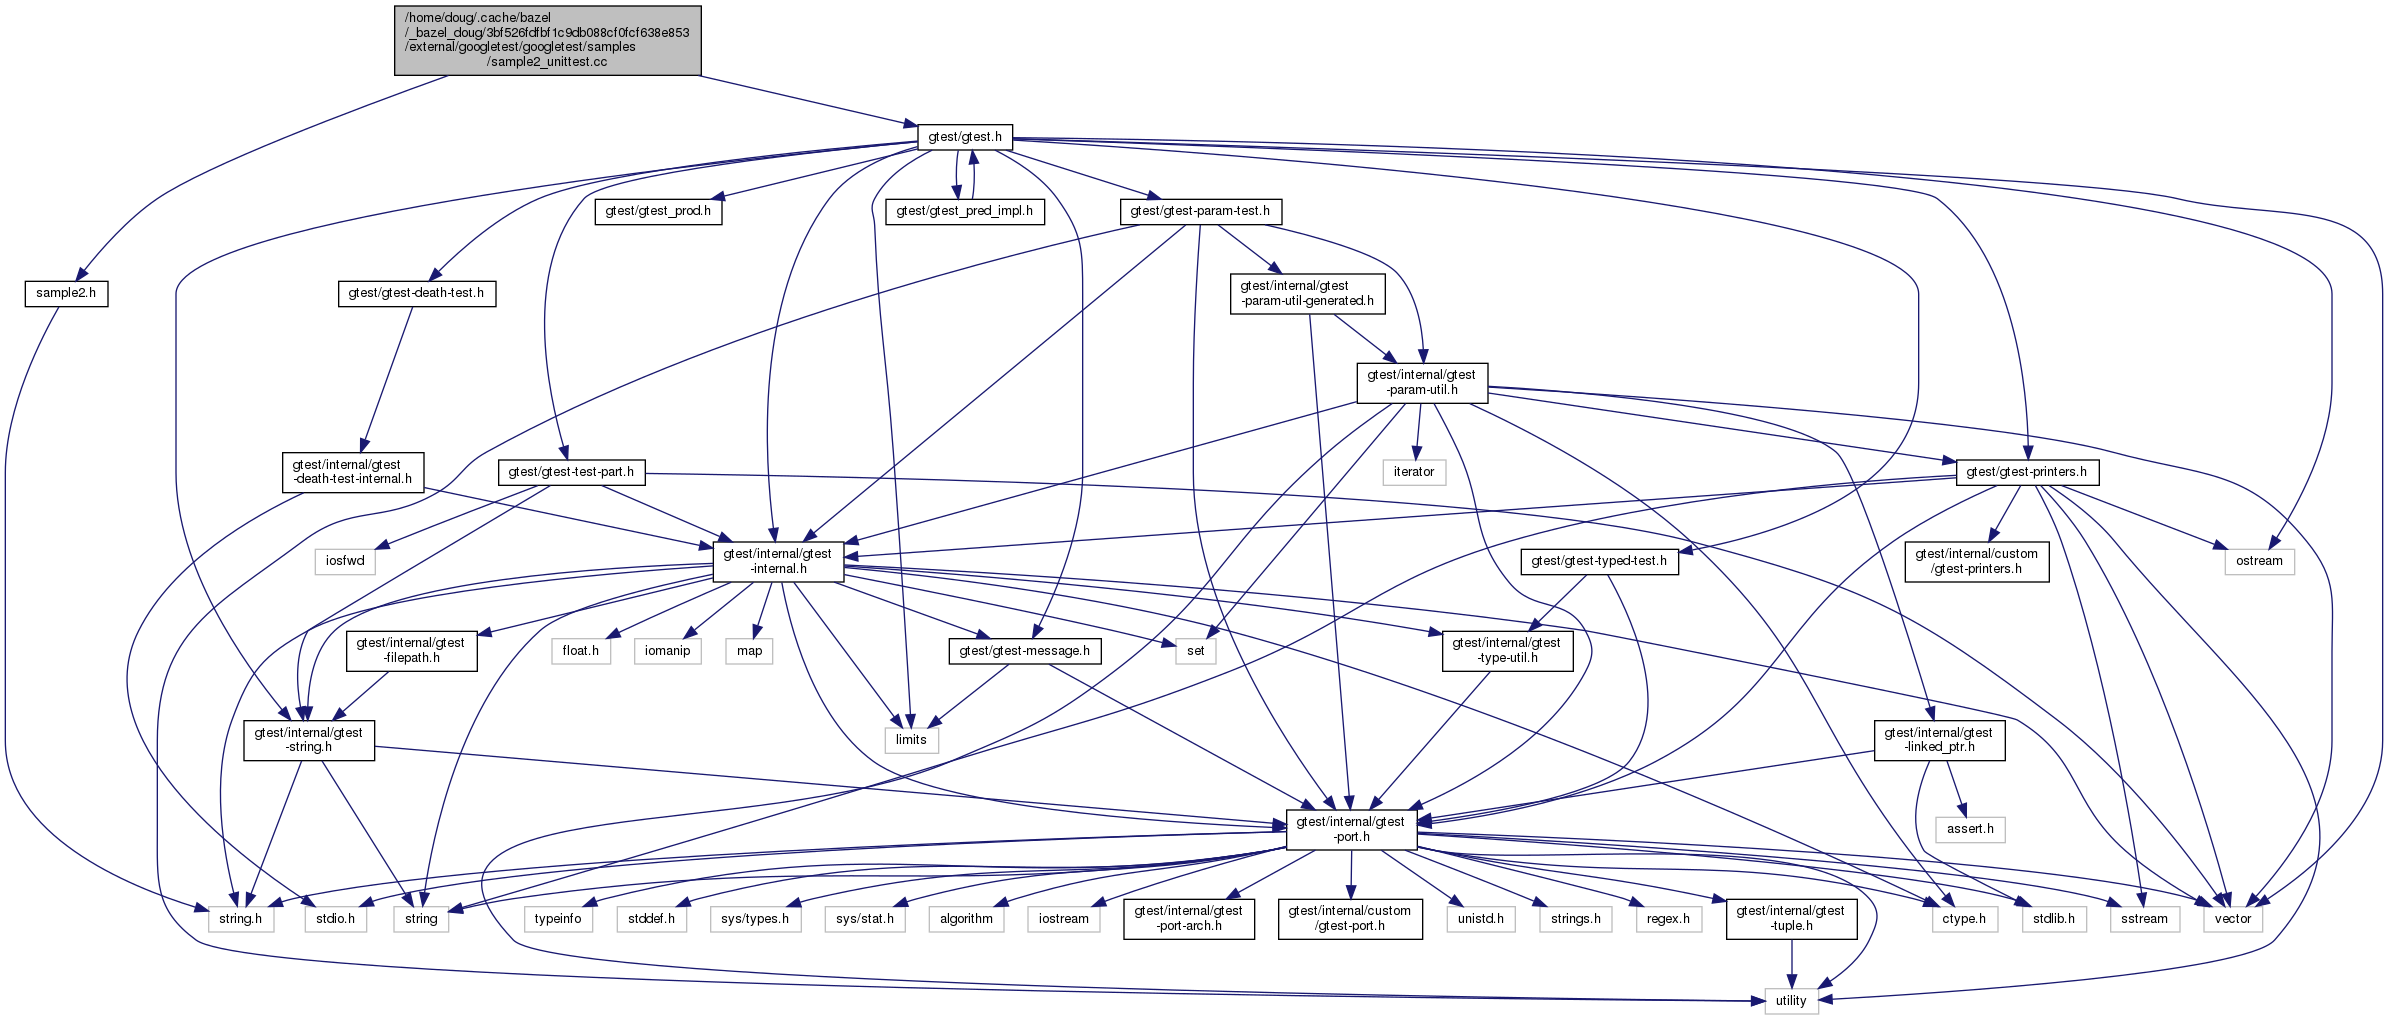 /home/doug/.cache/bazel
/_bazel_doug/3bf526fdfbf1c9db088cf0fcf638e853
/external/googletest/googletest/samples
/sample2_unittest.cc
gtest/gtest.h
gtest/gtest_prod.h
gtest/gtest_pred_impl.h
gtest/gtest-param-test.h
sample2.h
gtest/gtest-death-test.h
gtest/internal/gtest
-param-util-generated.h
gtest/internal/gtest
-param-util.h
gtest/internal/gtest
-death-test-internal.h
gtest/gtest-test-part.h
iterator
gtest/gtest-printers.h
iosfwd
gtest/internal/gtest
-internal.h
gtest/gtest-typed-test.h
gtest/internal/custom
/gtest-printers.h
ostream
gtest/internal/gtest
-filepath.h
float.h
iomanip
map
gtest/gtest-message.h
set
gtest/internal/gtest
-type-util.h
gtest/internal/gtest
-string.h
limits
gtest/internal/gtest
-linked_ptr.h
gtest/internal/gtest
-port.h
assert.h
string.h
stdio.h
string
typeinfo
stddef.h
sys/types.h
sys/stat.h
algorithm
iostream
gtest/internal/gtest
-port-arch.h
gtest/internal/custom
/gtest-port.h
unistd.h
strings.h
regex.h
gtest/internal/gtest
-tuple.h
ctype.h
stdlib.h
sstream
vector
utility